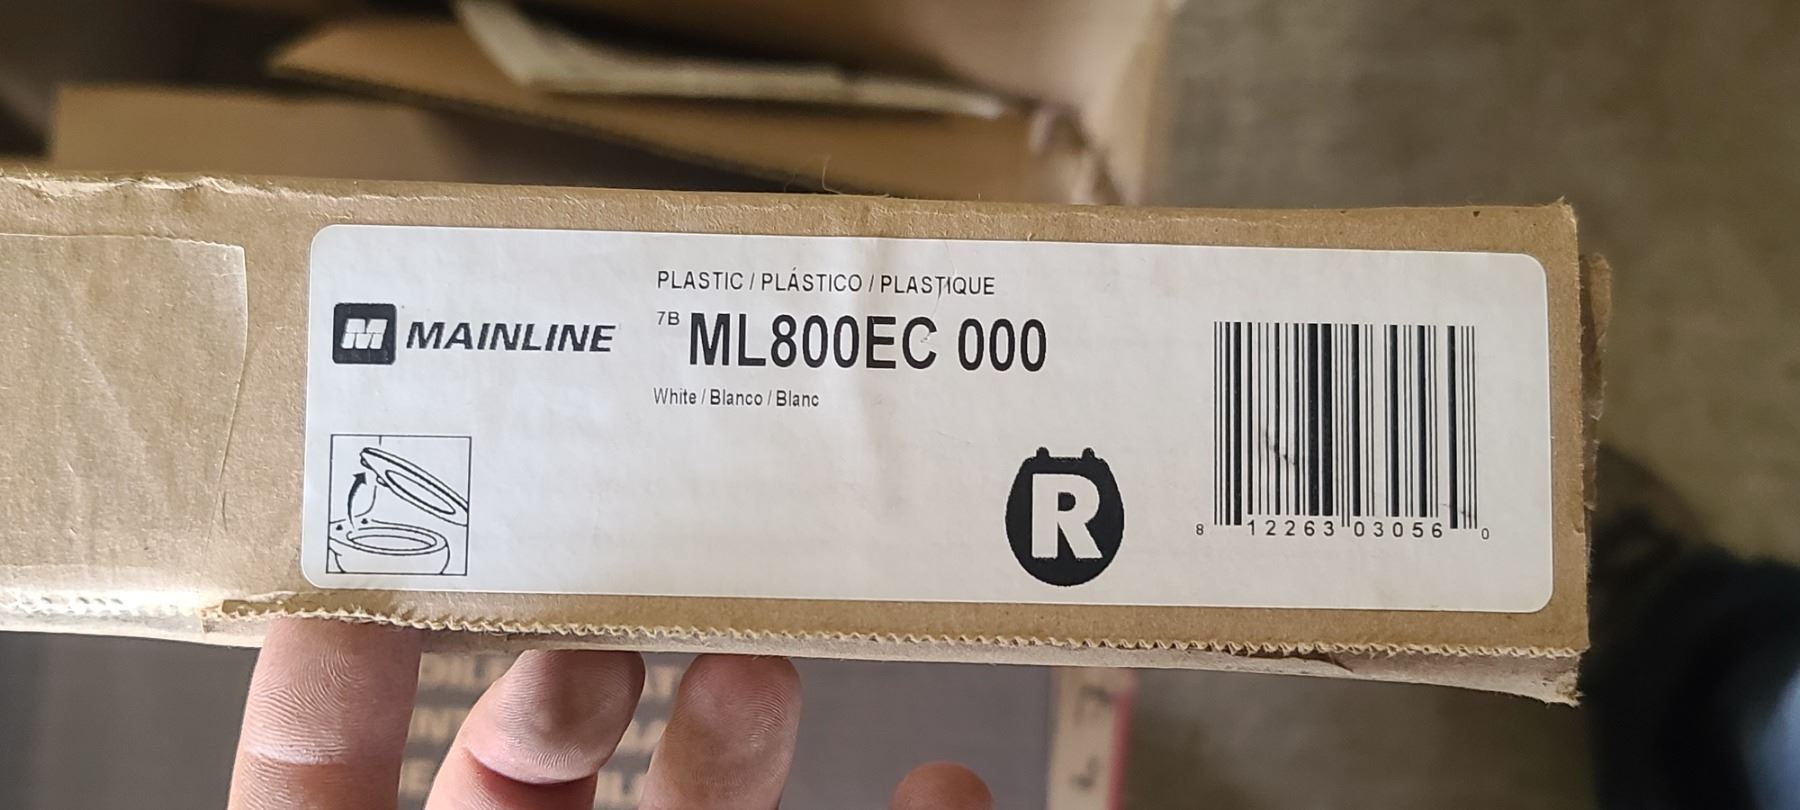 PLASTIC / PLÁSTICO / PLASTIQUE
M MAINLINE
7B ML800EC 000
White / Blanco / Blanc
R
8 12263 03056 0